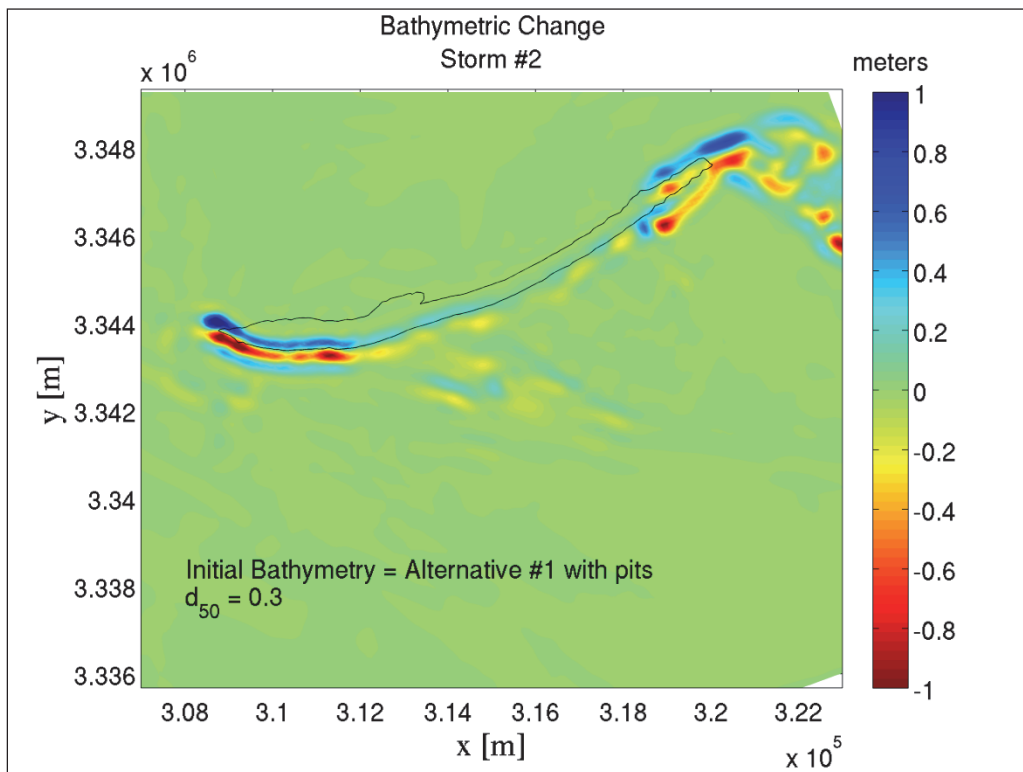 Bathymetric Change
Storm #2
x 10^6
meters
3.348
3.346
3.344
3.342
3.34
3.338
3.336
y [m]
Initial Bathymetry = Alternative #1 with pits
d_50 = 0.3
3.08 3.1 3.12 3.14 3.16 3.18 3.2 3.22
x [m]
x 10^5
1
0.8
0.6
0.4
0.2
0
-0.2
-0.4
-0.6
-0.8
-1